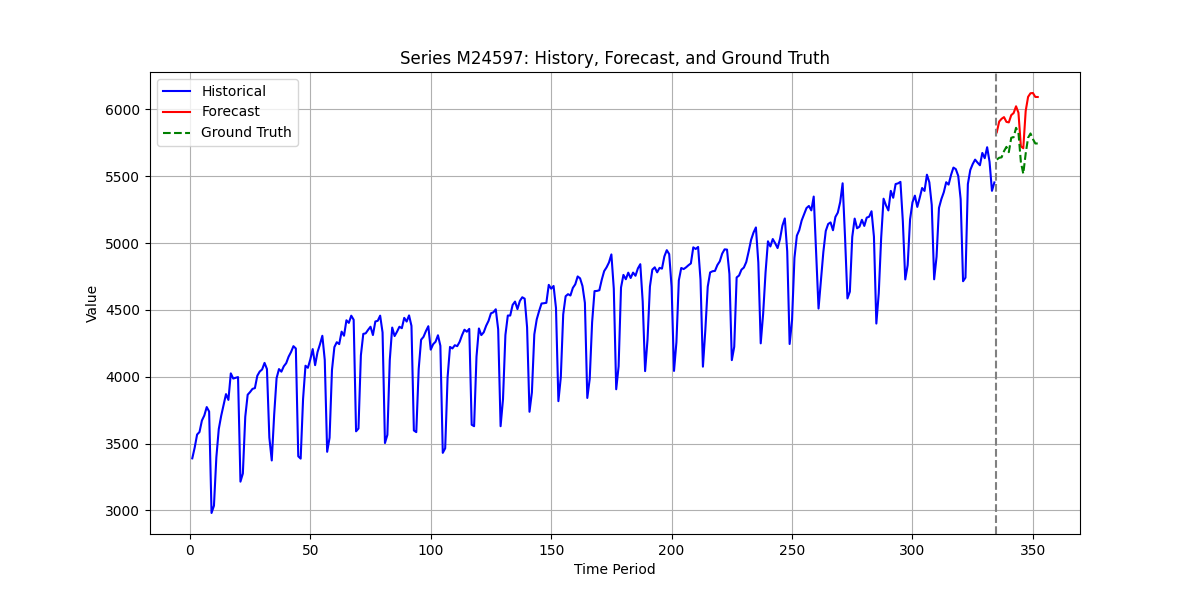 Series M24597: History, Forecast, and Ground Truth
Historical
Forecast
Ground Truth
6000
5500
5000
4500
4000
3500
3000
Value
0 50 100 150 200 250 300 350
Time Period